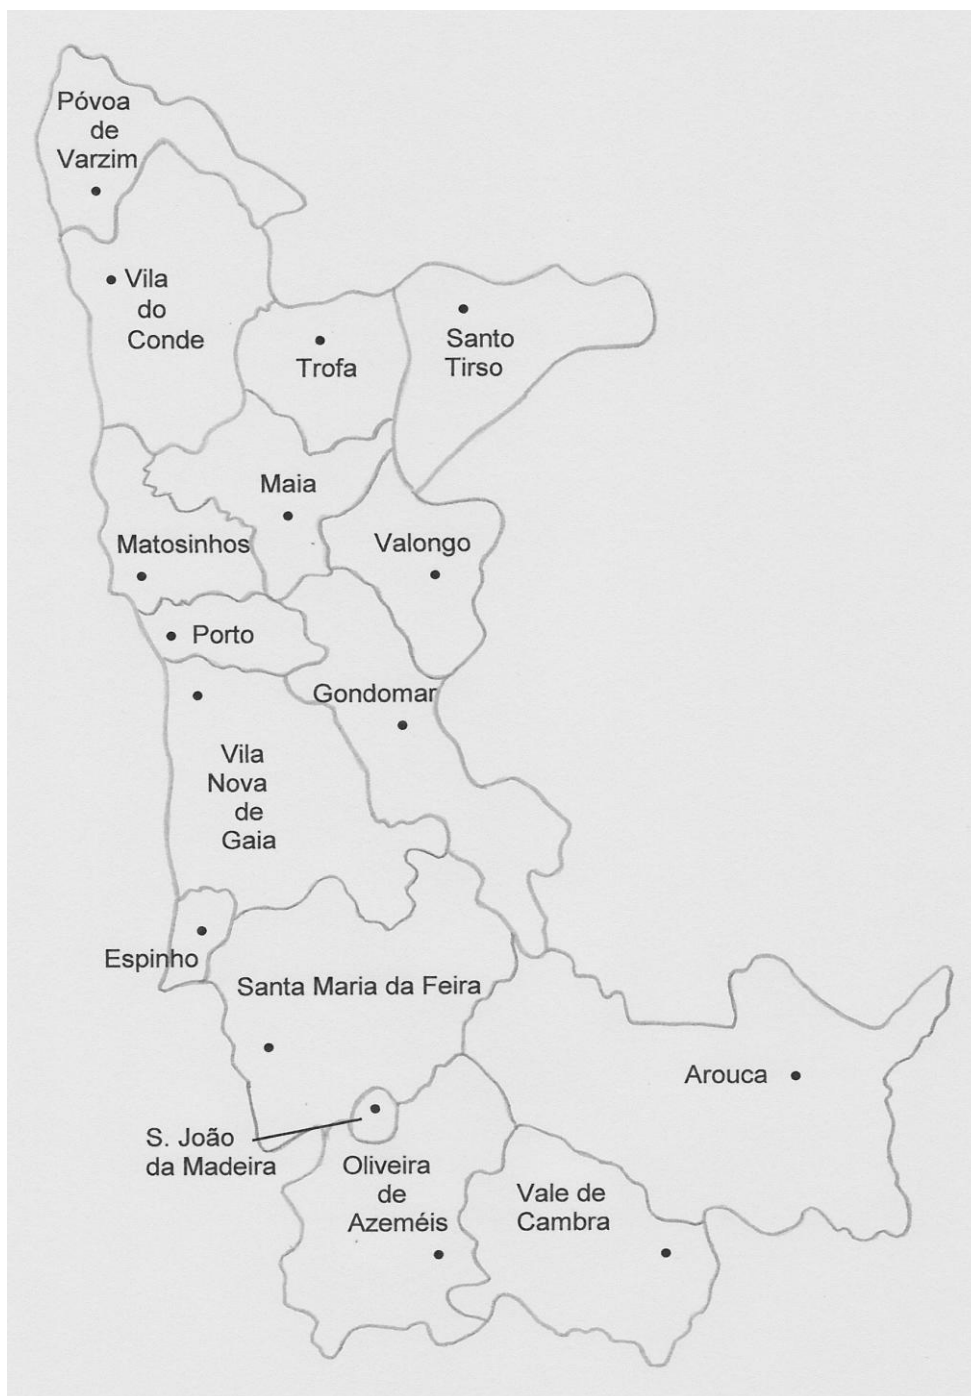 Póvoa
de
Varzim
Vila
do
Conde
Santo
Tirso
Trofa
Maia
Matosinhos
Valongo
Porto
Gondomar
Vila
Nova
de
Gaia
Espinho
Santa Maria da Feira
Arouca
S. João
da Madeira
Oliveira
de
Azeméis
Vale de
Cambra